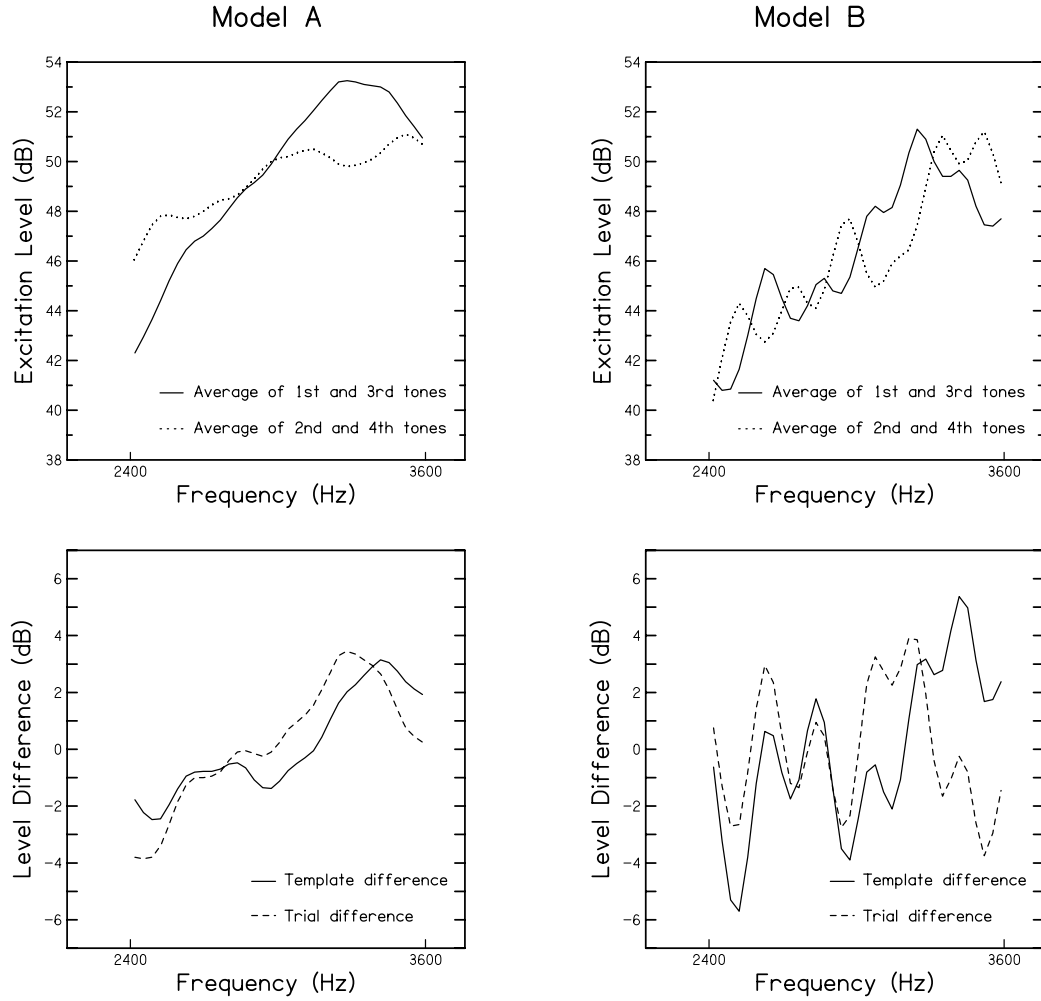 Model A
Model B
54
52
50
48
46
44
42
40
38
Excitation Level (dB)
Average of 1st and 3rd tones
Average of 2nd and 4th tones
2400
3600
Frequency (Hz)
54
52
50
48
46
44
42
40
38
Excitation Level (dB)
Average of 1st and 3rd tones
Average of 2nd and 4th tones
2400
3600
Frequency (Hz)
6
4
2
0
-2
-4
-6
Level Difference (dB)
Template difference
Trial difference
2400
3600
Frequency (Hz)
6
4
2
0
-2
-4
-6
Level Difference (dB)
Template difference
Trial difference
2400
3600
Frequency (Hz)